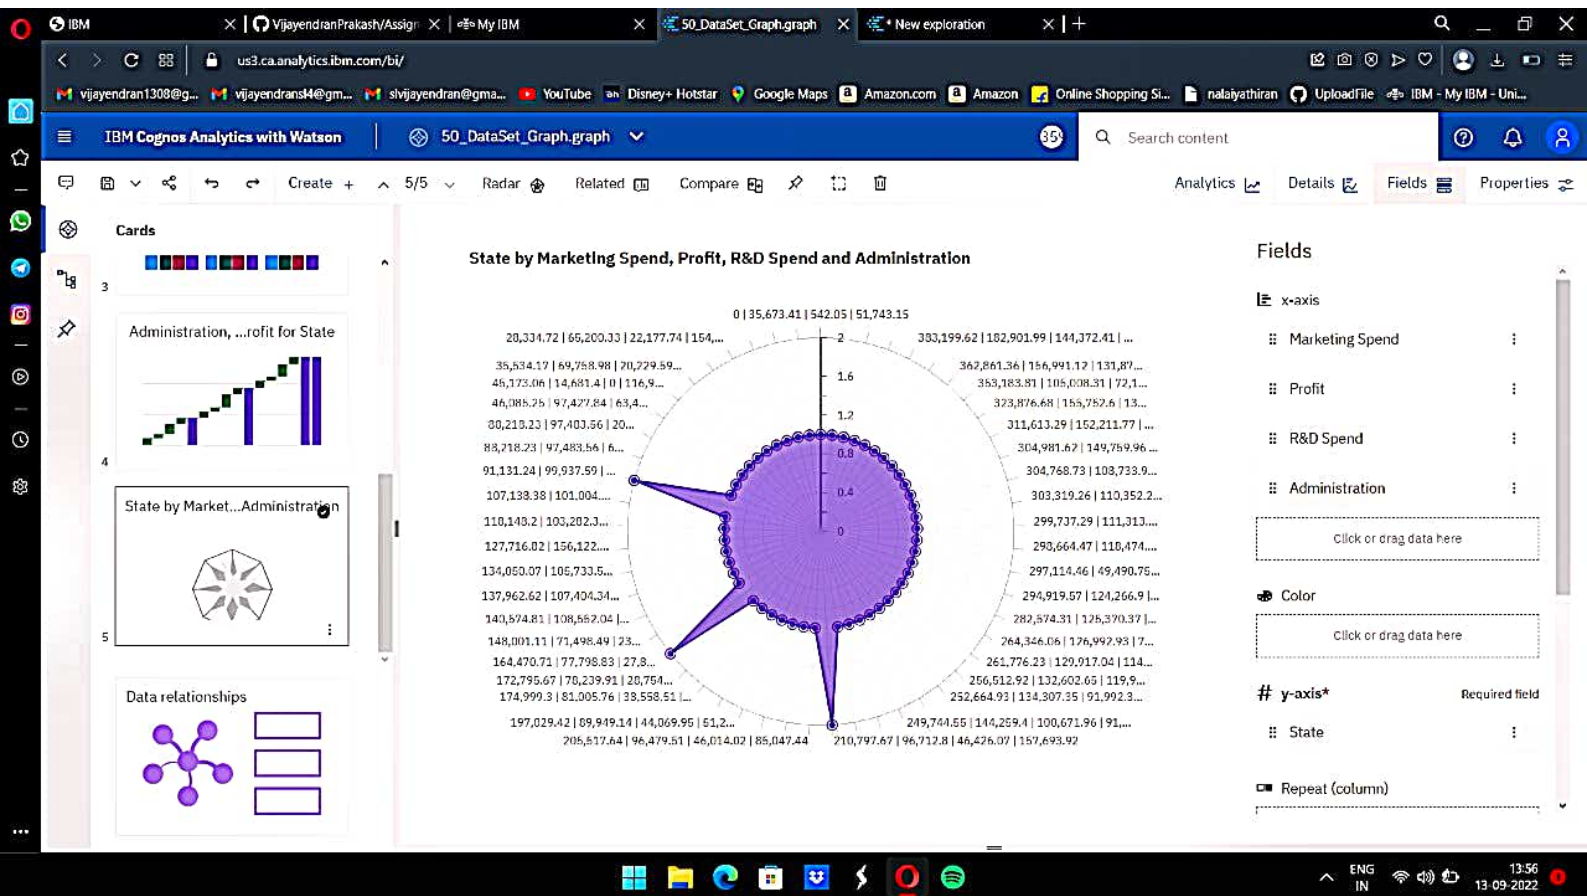 IBM
VijayendranPrakash/Assign
My IBM
50_DataSet_Graph.graph
* New exploration
us3.ca.analytics.ibm.com/bi/
vijayendran1308@g...
vijayendransl4@gm...
slvijayendran@gma...
YouTube
Disney+ Hotstar
Google Maps
Amazon.com
Amazon
Online Shopping Si...
nalaiyathiran
UploadFile
IBM - My IBM - Uni...
IBM Cognos Analytics with Watson
50_DataSet_Graph.graph
Search content
Create
5/5
Radar
Related
Compare
Analytics
Details
Fields
Properties
Cards
3
Administration, ...rofit for State
4
State by Market...Administration
5
Data relationships
State by Marketing Spend, Profit, R&D Spend and Administration
0 | 35,673.41 | 542.05 | 51,743.15
28,334.72 | 65,200.33 | 22,177.74 | 154,...
35,534.17 | 69,758.98 | 20,229.59...
45,173.06 | 14,681.4 | 0 | 116,9...
46,085.25 | 97,427.84 | 63,4...
88,218.23 | 97,483.56 | 20...
88,218.23 | 97,483.56 | 6...
91,131.24 | 99,937.59 | ...
107,138.38 | 101,004....
118,148.2 | 103,282.3...
127,716.82 | 156,122....
134,050.07 | 105,733.5...
137,962.62 | 107,404.34...
140,574.81 | 108,552.04 |...
148,001.11 | 71,498.49 | 23...
164,470.71 | 77,798.83 | 27,8...
172,795.67 | 78,239.91 | 28,754...
174,999.3 | 81,005.76 | 38,558.51 |...
197,029.42 | 89,949.14 | 44,069.95 | 51,2...
205,517.64 | 96,479.51 | 46,014.02 | 85,047.44
383,199.62 | 182,901.99 | 144,372.41 | ...
362,861.36 | 156,991.12 | 131,87...
353,183.81 | 105,008.31 | 72,1...
323,876.68 | 155,752.6 | 13...
311,613.29 | 152,211.77 | ...
304,981.62 | 149,759.96 ...
304,768.73 | 108,733.9...
303,319.26 | 110,352.2...
299,737.29 | 111,313....
298,664.47 | 118,474....
297,114.46 | 49,490.75...
294,919.57 | 124,266.9 |...
282,574.31 | 125,370.37 |...
264,346.06 | 126,992.93 | 7...
261,776.23 | 129,917.04 | 114...
256,512.92 | 132,602.65 | 119,9...
252,664.93 | 134,307.35 | 91,992.3...
249,744.55 | 144,259.4 | 100,671.96 | 91,...
210,797.67 | 96,712.8 | 46,426.07 | 157,693.92
2
1.6
1.2
0.8
0.4
0
Fields
x-axis
Marketing Spend
Profit
R&D Spend
Administration
Click or drag data here
Color
Click or drag data here
y-axis*
Required field
State
Repeat (column)
ENG
IN
13:56
13-09-2022